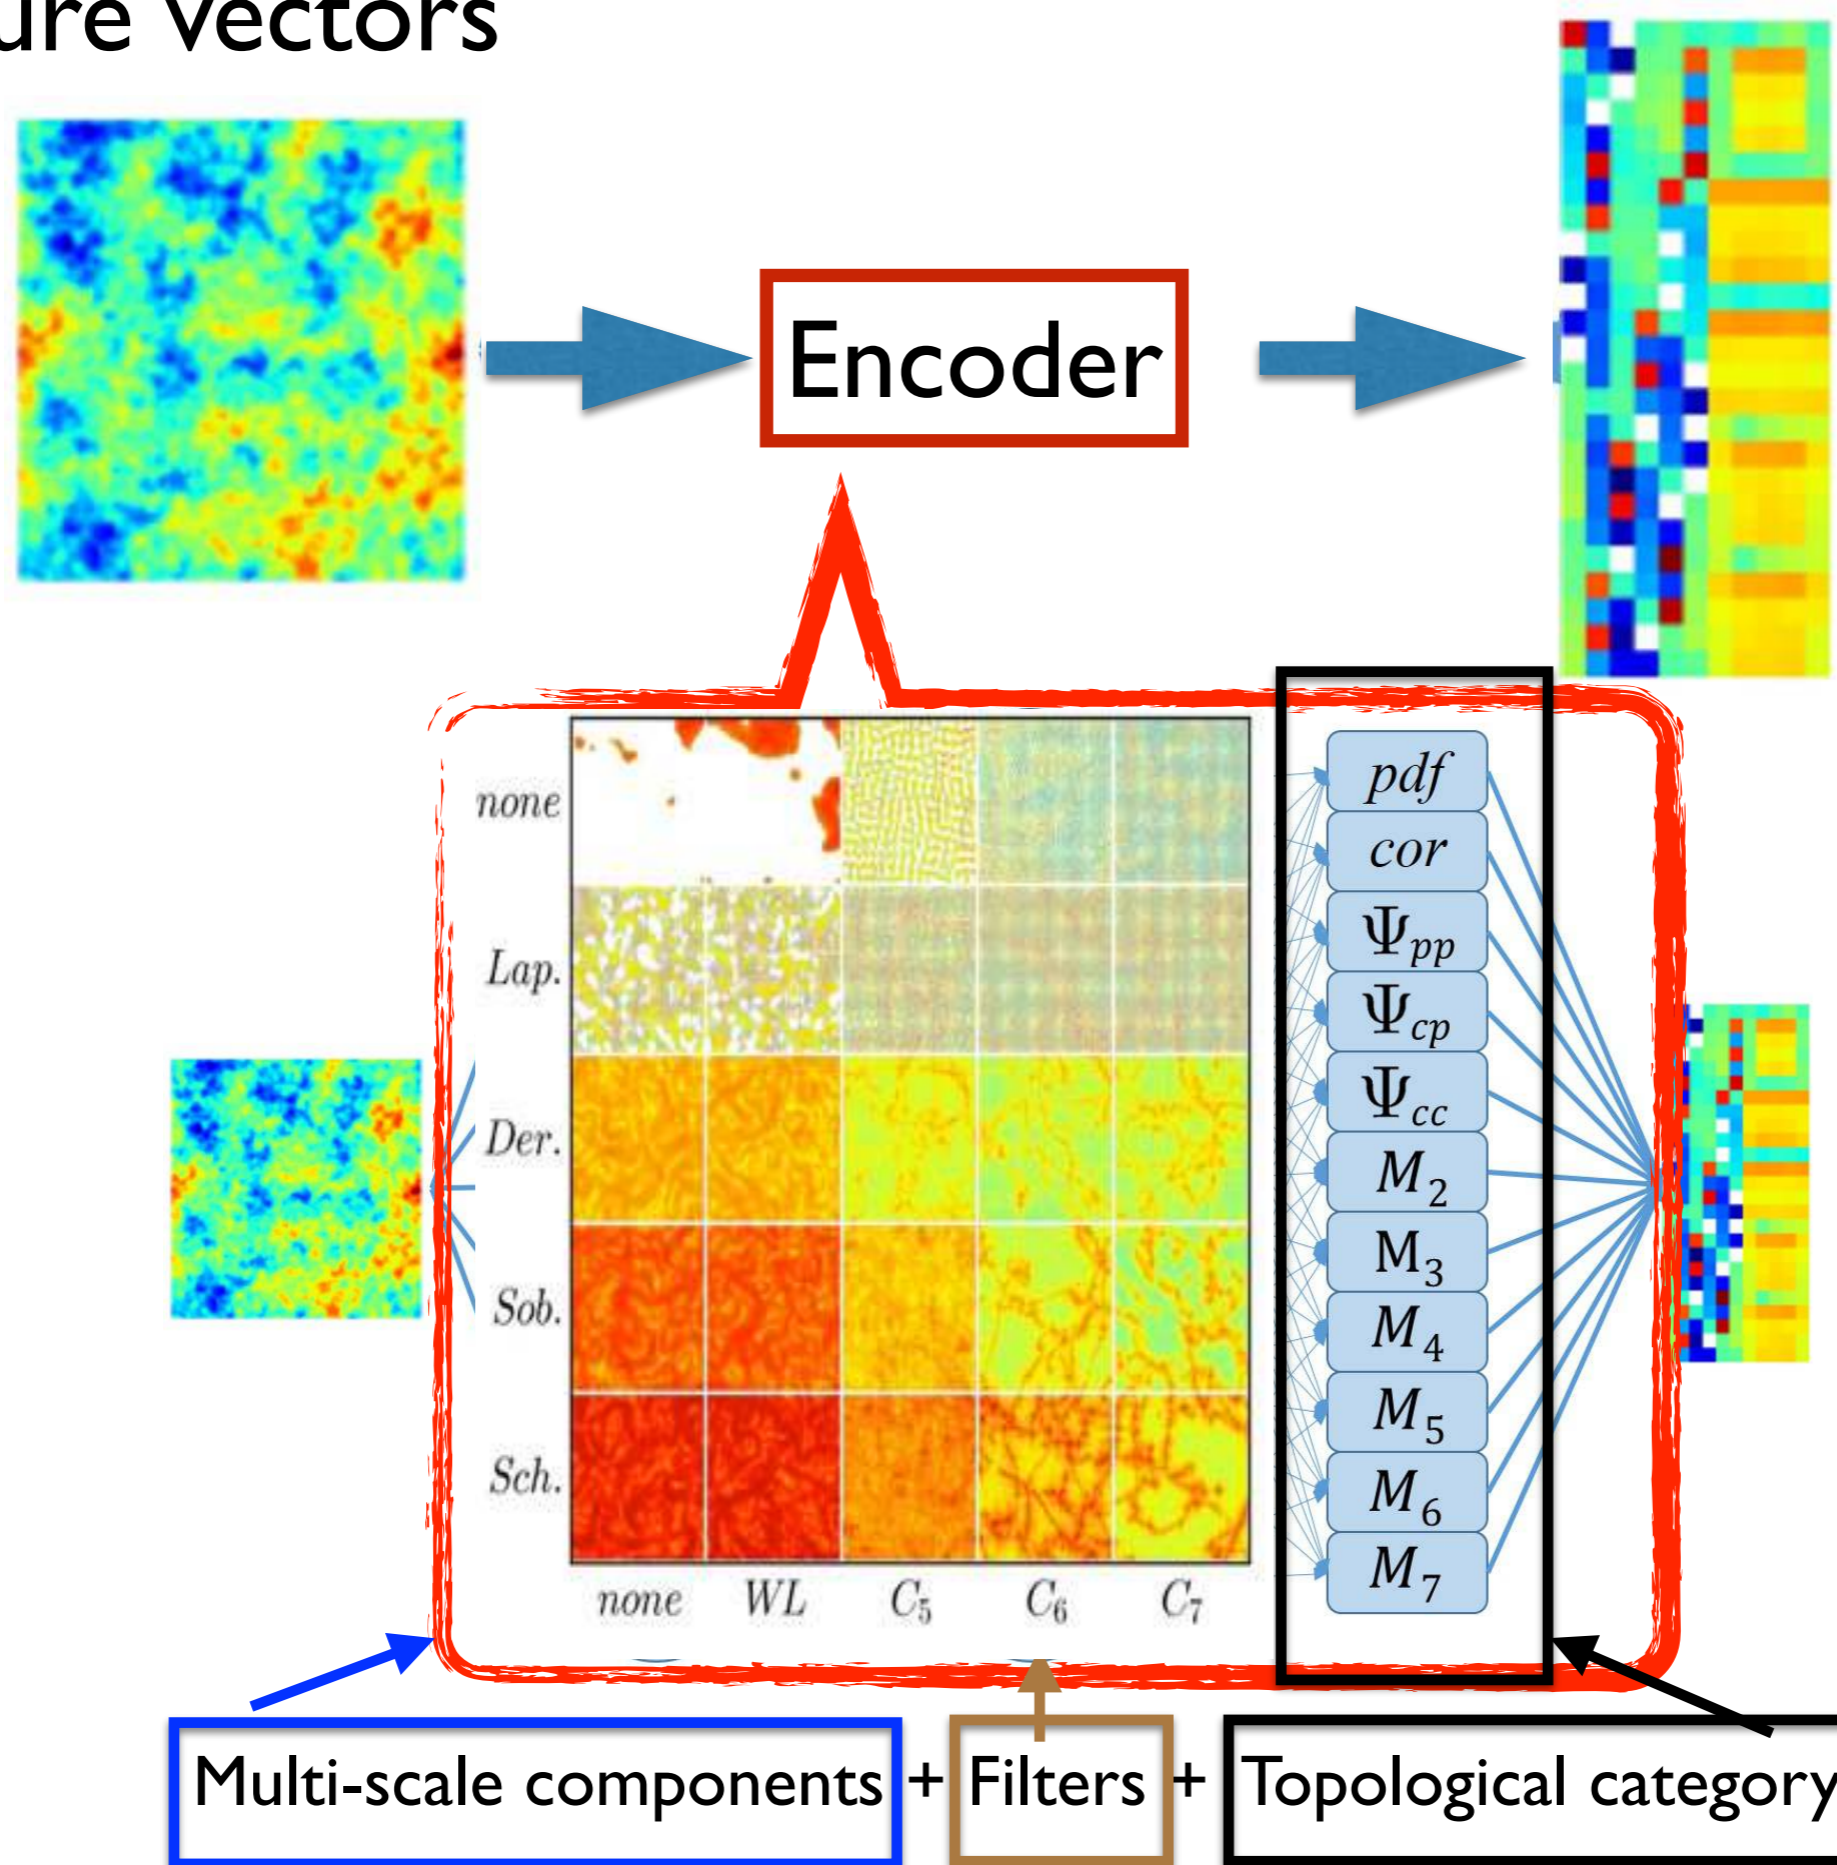 ure vectors
Encoder
none
Lap.
Der.
Sob.
Sch.
none WL C₅ C₆ C₇
pdf
cor
Ψpp
Ψcp
Ψcc
M₂
M₃
M₄
M₅
M₆
M₇
Multi-scale components + Filters + Topological category